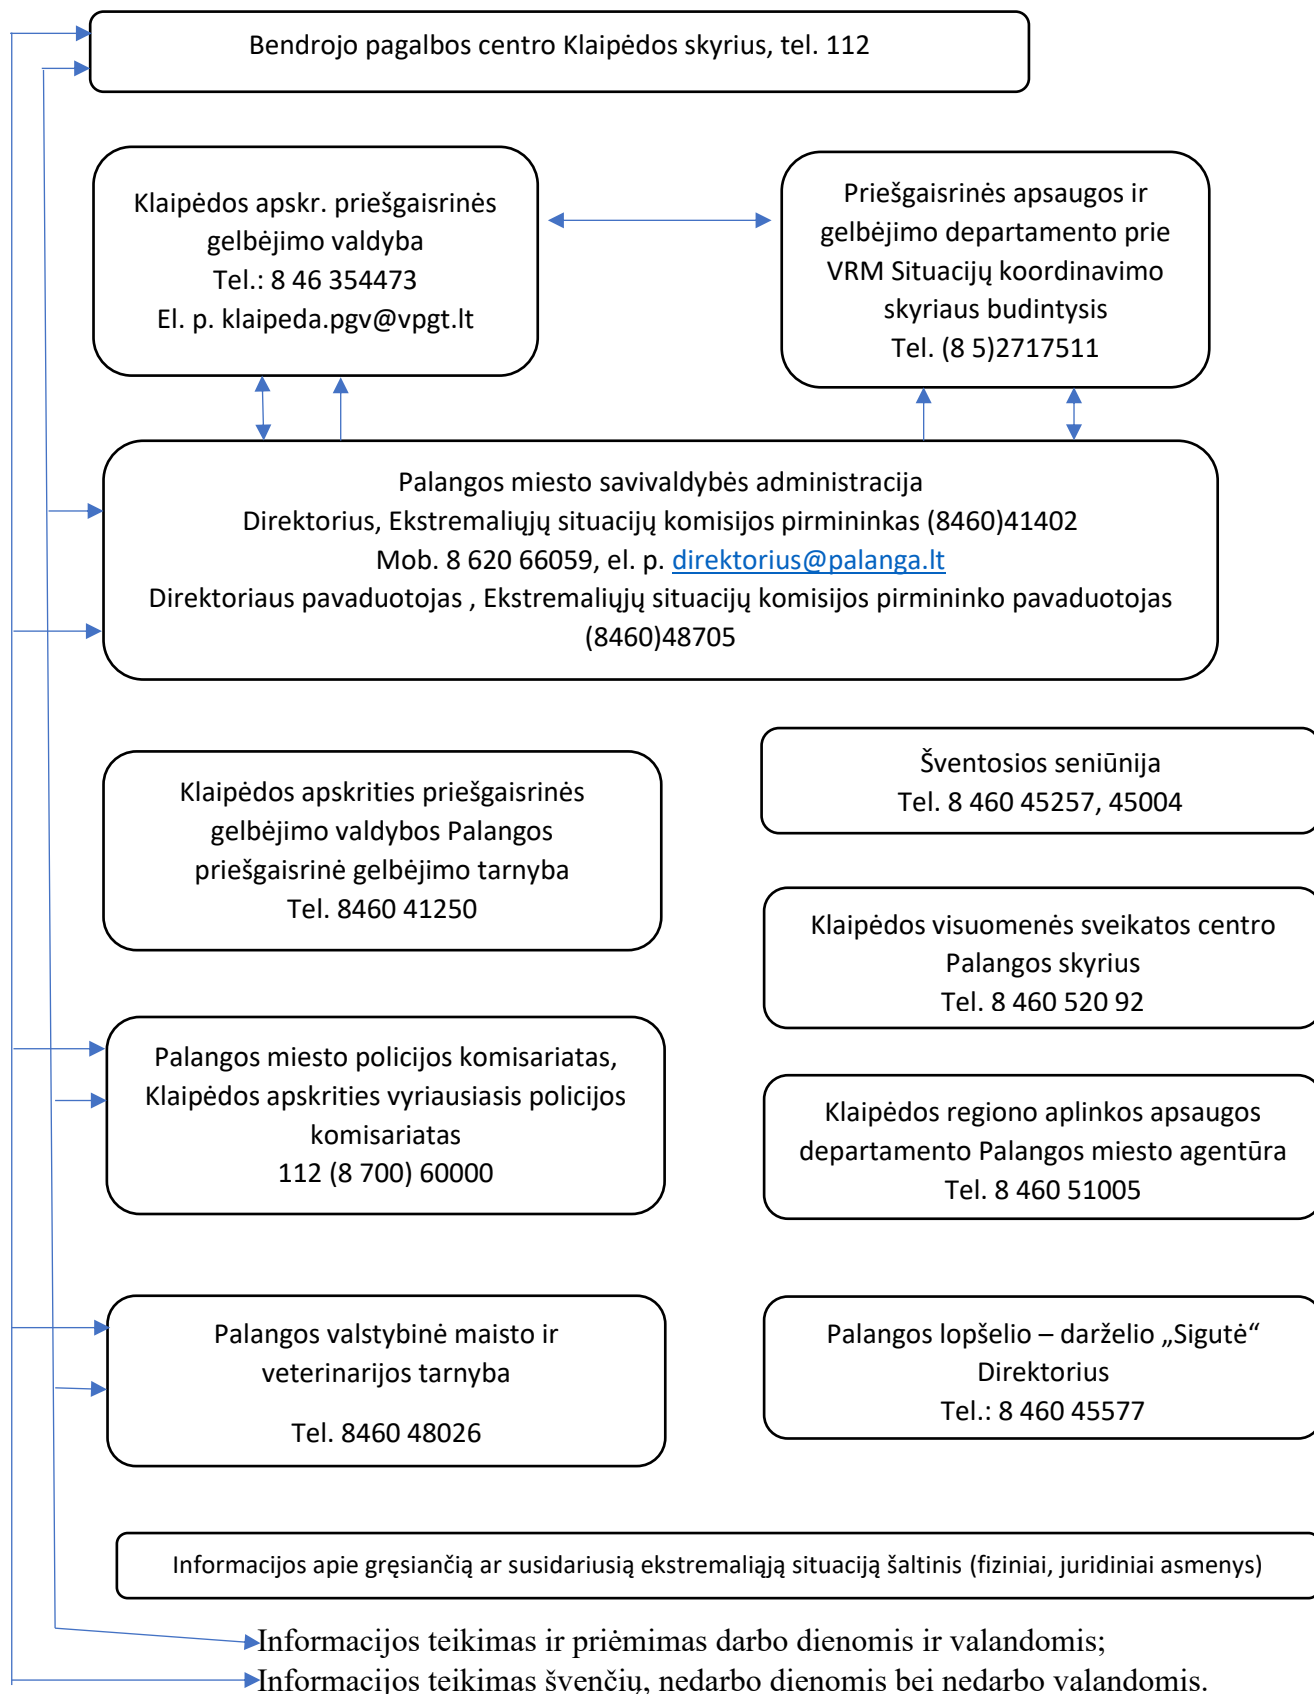 Bendrojo pagalbos centro Klaipėdos skyrius, tel. 112
Klaipėdos apskr. priešgaisrinės
gelbėjimo valdyba
Tel.: 8 46 354473
El. p. klaipeda.pgv@vpgt.lt
Priešgaisrinės apsaugos ir
gelbėjimo departamento prie
VRM Situacijų koordinavimo
skyriaus budintysis
Tel. (8 5)2717511
Palangos miesto savivaldybės administracija
Direktorius, Ekstremaliųjų situacijų komisijos pirmininkas (8460)41402
Mob. 8 620 66059, el. p. direktorius@palanga.lt
Direktoriaus pavaduotojas , Ekstremaliųjų situacijų komisijos pirmininko pavaduotojas
(8460)48705
Klaipėdos apskrities priešgaisrinės
gelbėjimo valdybos Palangos
priešgaisrinė gelbėjimo tarnyba
Tel. 8460 41250
Šventosios seniūnija
Tel. 8 460 45257, 45004
Klaipėdos visuomenės sveikatos centro
Palangos skyrius
Tel. 8 460 520 92
Palangos miesto policijos komisariatas,
Klaipėdos apskrities vyriausiasis policijos
komisariatas
112 (8 700) 60000
Klaipėdos regiono aplinkos apsaugos
departamento Palangos miesto agentūra
Tel. 8 460 51005
Palangos valstybinė maisto ir
veterinarijos tarnyba
Tel. 8460 48026
Palangos lopšelio – darželio „Sigutė“
Direktorius
Tel.: 8 460 45577
Informacijos apie gręsiančią ar susidariusią ekstremaliąją situaciją šaltinis (fiziniai, juridiniai asmenys)
Informacijos teikimas ir priėmimas darbo dienomis ir valandomis;
Informacijos teikimas švenčių, nedarbo dienomis bei nedarbo valandomis.